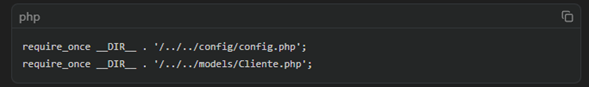 php
require_once __DIR__ . '/../../config/config.php';
require_once __DIR__ . '/../../models/Cliente.php';